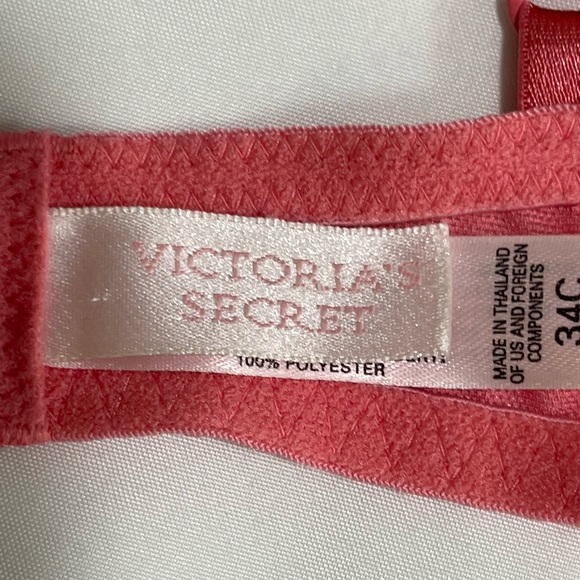 VICTORIA'S
SECRET
100% POLYESTER
MADE IN THAILAND
OF US AND FOREIGN
COMPONENTS
34C